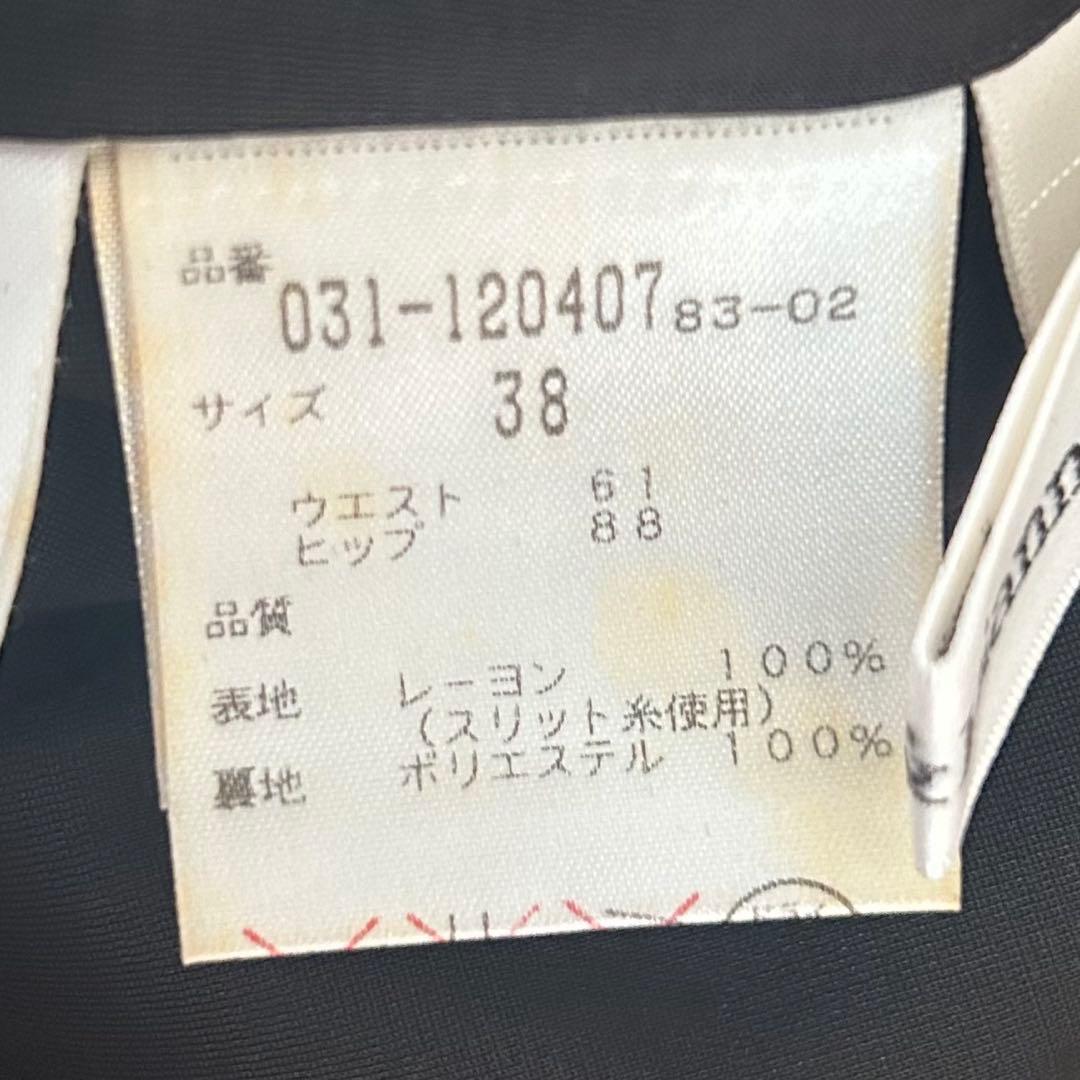 品番 031-120407 83-02
サイズ 38
ウエスト 61
ヒップ 88
品質
表地 レーヨン 100%
(スリット糸使用)
裏地 ポリエステル 100%